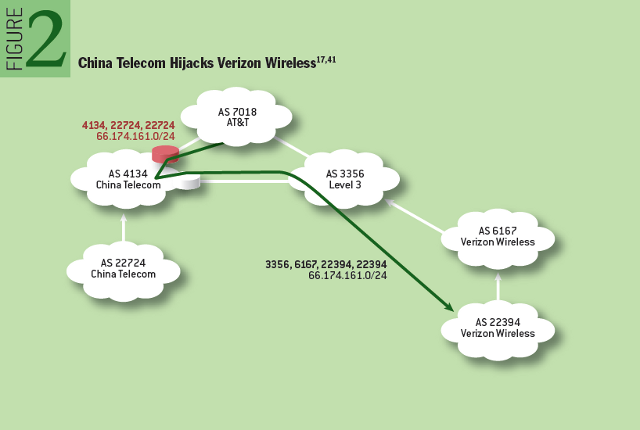 FIGURE
2
China Telecom Hijacks Verizon Wireless17,41
AS 7018
AT&T
4134, 22724, 22724
66.174.161.0/24
AS 4134
China Telecom
AS 3356
Level 3
AS 6167
Verizon Wireless
AS 22724
China Telecom
3356, 6167, 22394, 22394
66.174.161.0/24
AS 22394
Verizon Wireless